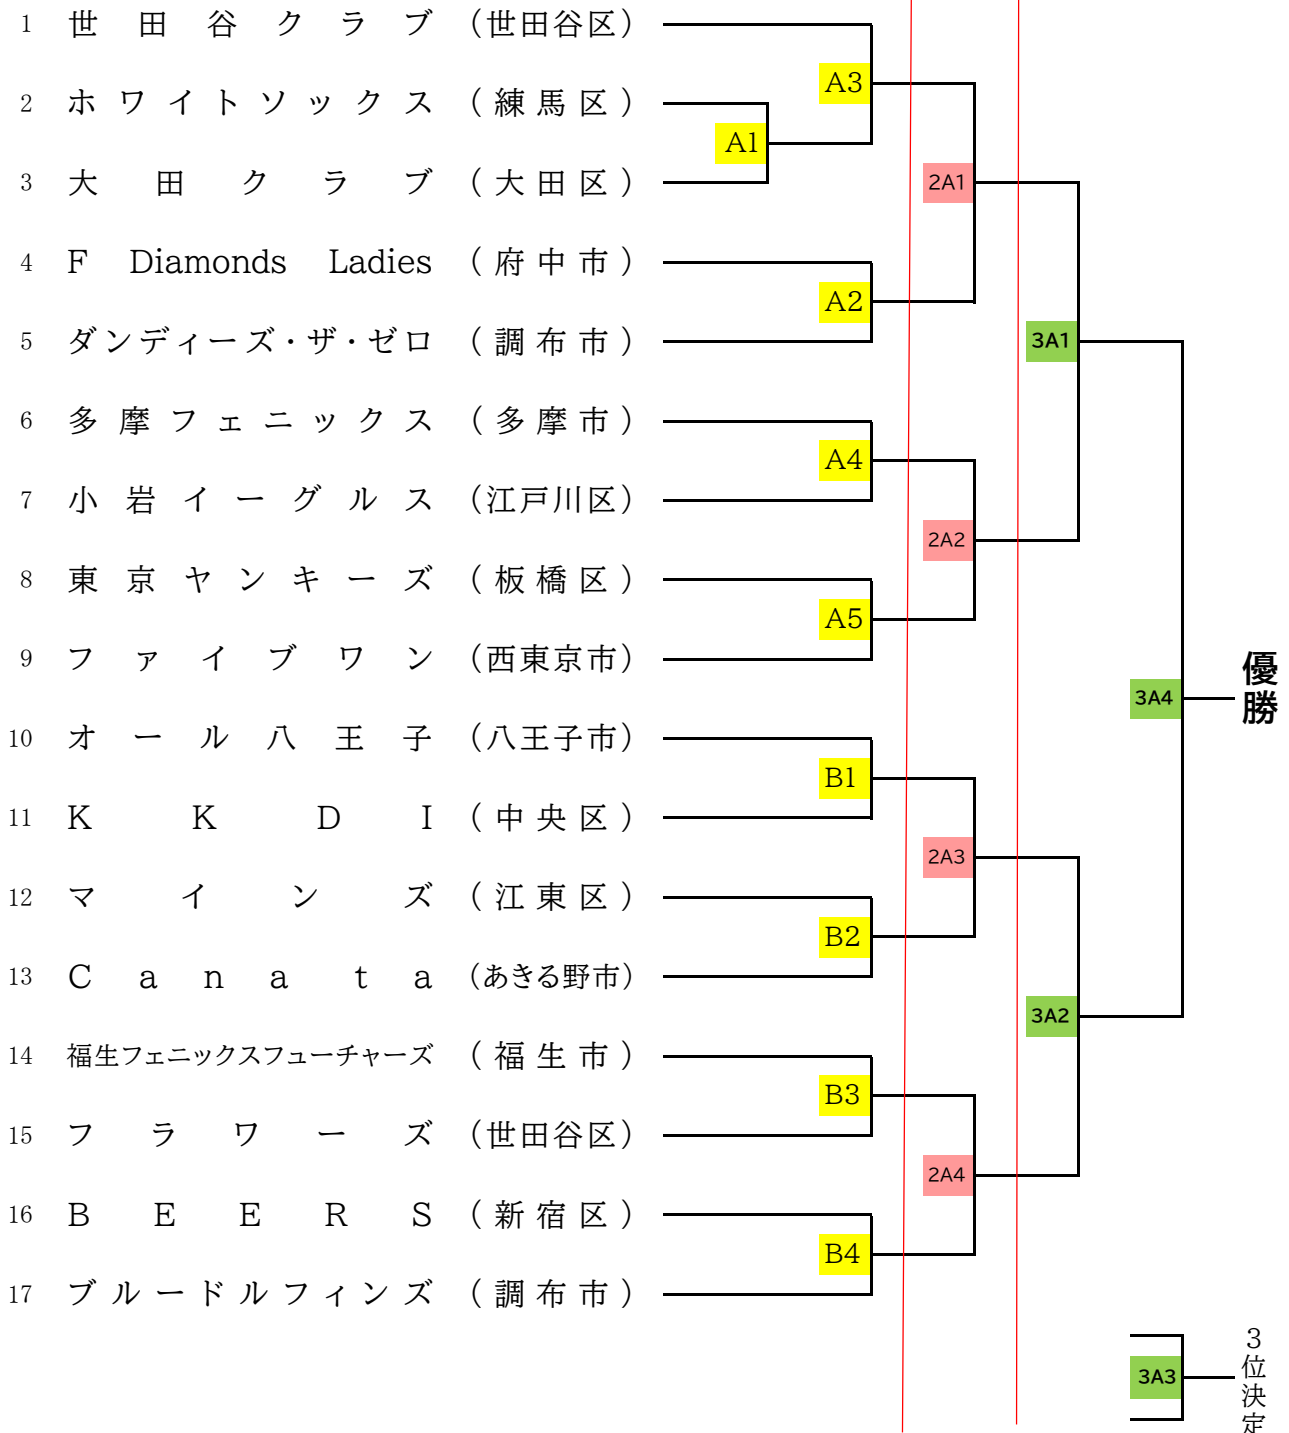 1 世田谷クラブ (世田谷区)
A3
2 ホワイトソックス (練馬区)
A1
3 大田クラブ (大田区)
2A1
4 F Diamonds Ladies (府中市)
A2
5 ダンディーズ・ザ・ゼロ (調布市)
3A1
6 多摩フェニックス (多摩市)
A4
7 小岩イーグルス (江戸川区)
2A2
8 東京ヤンキーズ (板橋区)
A5
9 ファイブワン (西東京市)
3A4
優勝
10 オール八王子 (八王子市)
B1
11 KKDI (中央区)
2A3
12 マインズ (江東区)
B2
13 Canata (あきる野市)
3A2
14 福生フェニックスフューチャーズ (福生市)
B3
15 フラワーズ (世田谷区)
2A4
16 BEERS (新宿区)
B4
17 ブルードルフィンズ (調布市)
3A3
3位決定